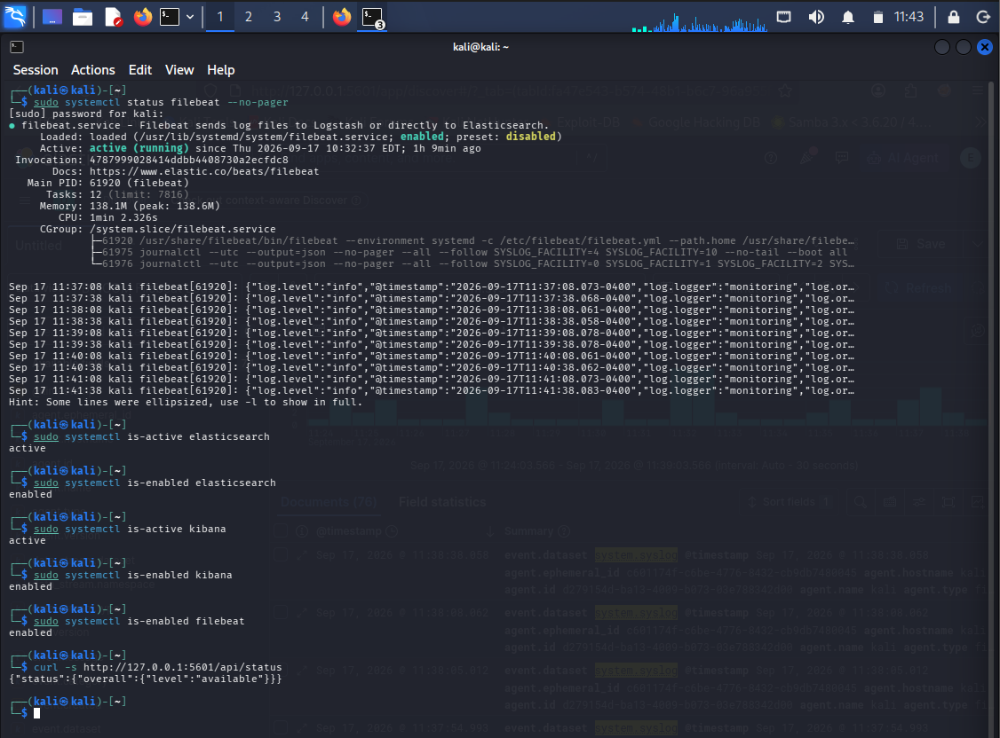 1 2 3 4 3 11:43
kali@kali: ~
Session Actions Edit View Help
┌──(kali㉿kali)-[~]
└─$ sudo systemctl status filebeat --no-pager
[sudo] password for kali:
● filebeat.service - Filebeat sends log files to Logstash or directly to Elasticsearch.
Loaded: loaded (/usr/lib/systemd/system/filebeat.service; enabled; preset: disabled)
Active: active (running) since Thu 2026-09-17 10:32:37 EDT; 1h 9min ago
Invocation: 4787999028414ddbb4408730a2ecfdc8
Docs: https://www.elastic.co/beats/filebeat
Main PID: 61920 (filebeat)
Tasks: 12 (limit: 7816)
Memory: 138.1M (peak: 138.6M)
CPU: 1min 2.326s
CGroup: /system.slice/filebeat.service
├─61920 /usr/share/filebeat/bin/filebeat --environment systemd -c /etc/filebeat/filebeat.yml --path.home /usr/share/filebe…
├─61975 journalctl --utc --output=json --no-pager --all --follow SYSLOG_FACILITY=4 SYSLOG_FACILITY=10 --no-tail --boot all
└─61976 journalctl --utc --output=json --no-pager --all --follow SYSLOG_FACILITY=0 SYSLOG_FACILITY=1 SYSLOG_FACILITY=2 SYS…
Sep 17 11:37:08 kali filebeat[61920]: {"log.level":"info","@timestamp":"2026-09-17T11:37:08.073-0400","log.logger":"monitoring","log.or…
Sep 17 11:37:38 kali filebeat[61920]: {"log.level":"info","@timestamp":"2026-09-17T11:37:38.068-0400","log.logger":"monitoring","log.or…
Sep 17 11:38:08 kali filebeat[61920]: {"log.level":"info","@timestamp":"2026-09-17T11:38:08.061-0400","log.logger":"monitoring","log.or…
Sep 17 11:38:38 kali filebeat[61920]: {"log.level":"info","@timestamp":"2026-09-17T11:38:38.058-0400","log.logger":"monitoring","log.or…
Sep 17 11:39:08 kali filebeat[61920]: {"log.level":"info","@timestamp":"2026-09-17T11:39:08.078-0400","log.logger":"monitoring","log.or…
Sep 17 11:39:38 kali filebeat[61920]: {"log.level":"info","@timestamp":"2026-09-17T11:39:38.078-0400","log.logger":"monitoring","log.or…
Sep 17 11:40:08 kali filebeat[61920]: {"log.level":"info","@timestamp":"2026-09-17T11:40:08.061-0400","log.logger":"monitoring","log.or…
Sep 17 11:40:38 kali filebeat[61920]: {"log.level":"info","@timestamp":"2026-09-17T11:40:38.062-0400","log.logger":"monitoring","log.or…
Sep 17 11:41:08 kali filebeat[61920]: {"log.level":"info","@timestamp":"2026-09-17T11:41:08.073-0400","log.logger":"monitoring","log.or…
Sep 17 11:41:38 kali filebeat[61920]: {"log.level":"info","@timestamp":"2026-09-17T11:41:38.083-0400","log.logger":"monitoring","log.or…
Hint: Some lines were ellipsized, use -l to show in full.
┌──(kali㉿kali)-[~]
└─$ sudo systemctl is-active elasticsearch
active
┌──(kali㉿kali)-[~]
└─$ sudo systemctl is-enabled elasticsearch
enabled
┌──(kali㉿kali)-[~]
└─$ sudo systemctl is-active kibana
active
┌──(kali㉿kali)-[~]
└─$ sudo systemctl is-enabled kibana
enabled
┌──(kali㉿kali)-[~]
└─$ sudo systemctl is-enabled filebeat
enabled
┌──(kali㉿kali)-[~]
└─$ curl -s http://127.0.0.1:5601/api/status
{"status":{"overall":{"level":"available"}}}
┌──(kali㉿kali)-[~]
└─$
Google Hacking DB
AI Agent
E
Untitled
Save
Refresh
Documents (76) Field statistics
Sort fields 1
@timestamp Summary
event.dataset system.syslog @timestamp